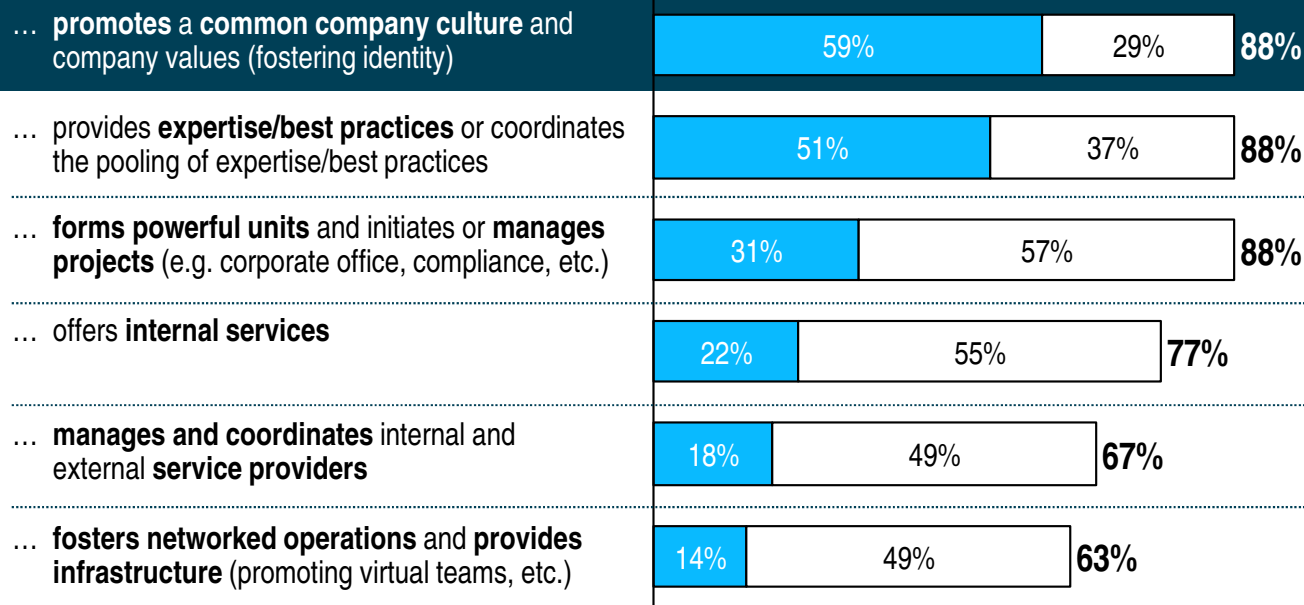 … promotes a common company culture and
company values (fostering identity)
59% 29% 88%
… provides expertise/best practices or coordinates
the pooling of expertise/best practices
51% 37% 88%
… forms powerful units and initiates or manages
projects (e.g. corporate office, compliance, etc.)
31% 57% 88%
… offers internal services
22% 55% 77%
… manages and coordinates internal and
external service providers
18% 49% 67%
… fosters networked operations and provides
infrastructure (promoting virtual teams, etc.)
14% 49% 63%